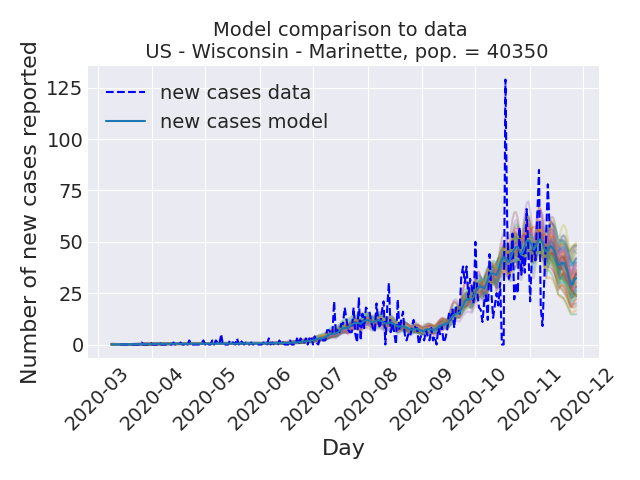 Model comparison to data
US - Wisconsin - Marinette, pop. = 40350
Number of new cases reported
125
100
75
50
25
0
new cases data
new cases model
2020-03
2020-04
2020-05
2020-06
2020-07
2020-08
2020-09
2020-10
2020-11
2020-12
Day